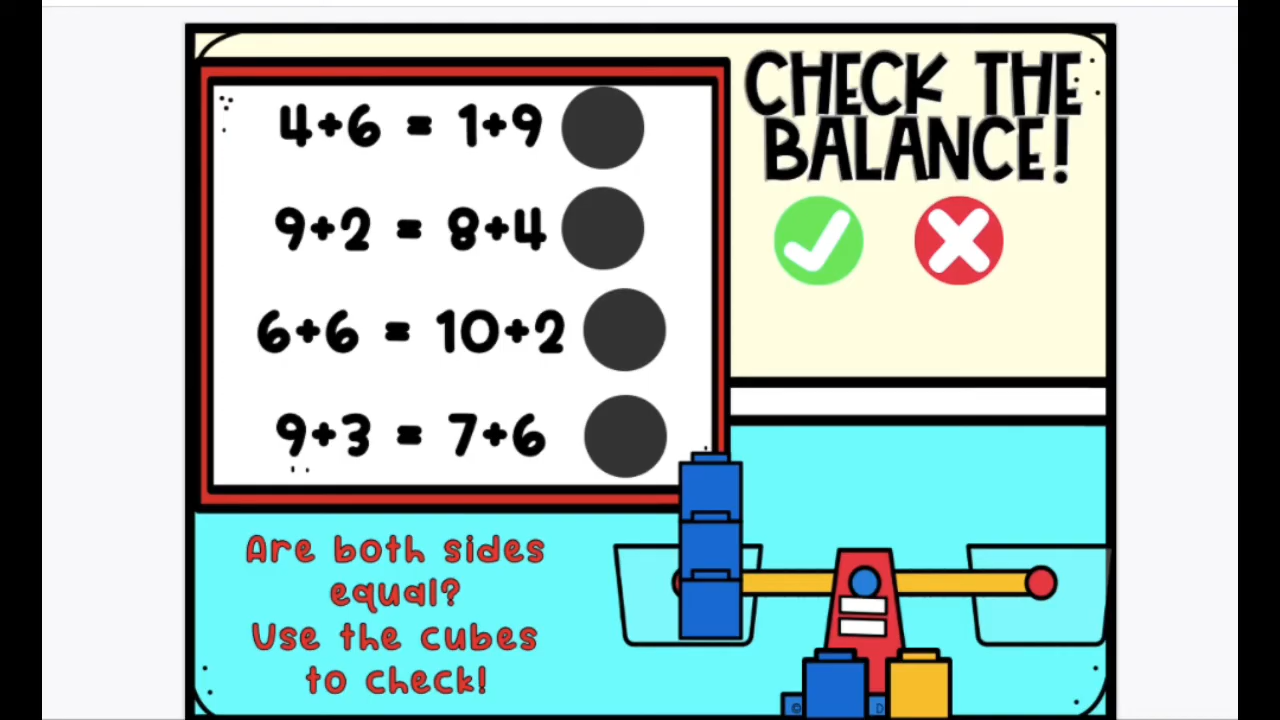 CHECK THE
BALANCE!
4+6 = 1+9
9+2 = 8+4
6+6 = 10+2
9+3 = 7+6
Are both sides
equal?
Use the cubes
to check!